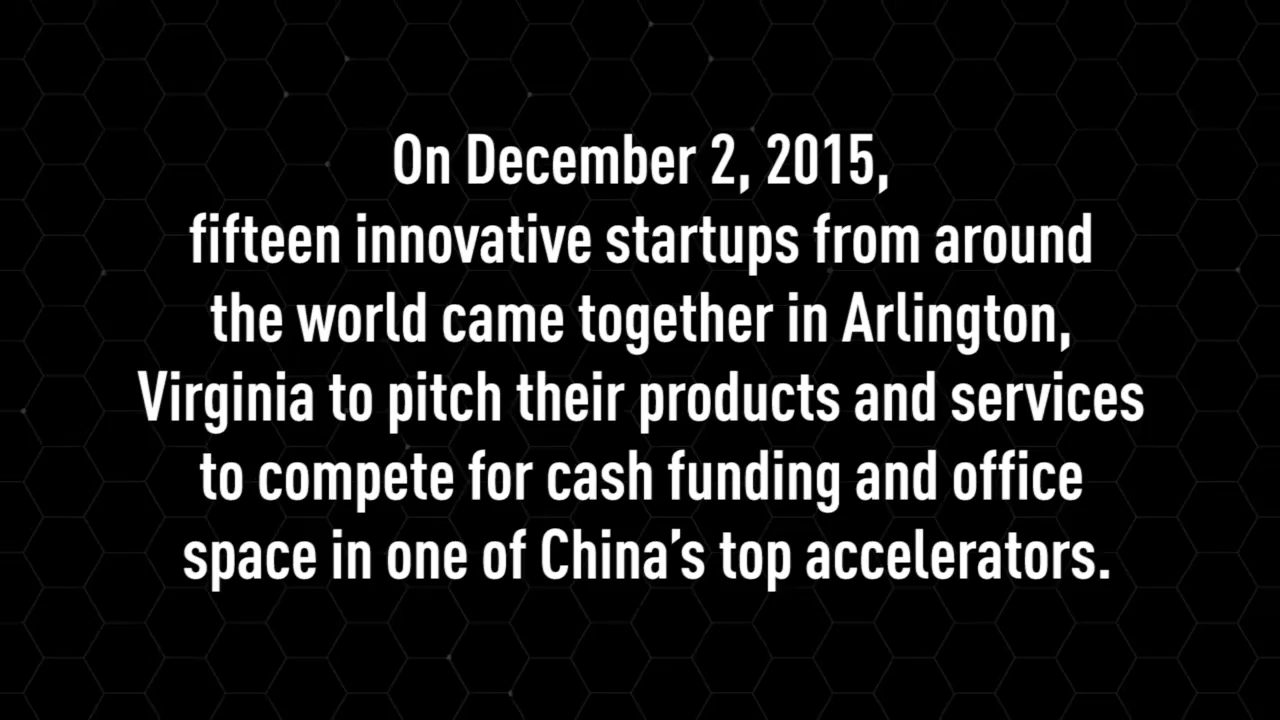 On December 2, 2015,
fifteen innovative startups from around
the world came together in Arlington,
Virginia to pitch their products and services
to compete for cash funding and office
space in one of China’s top accelerators.